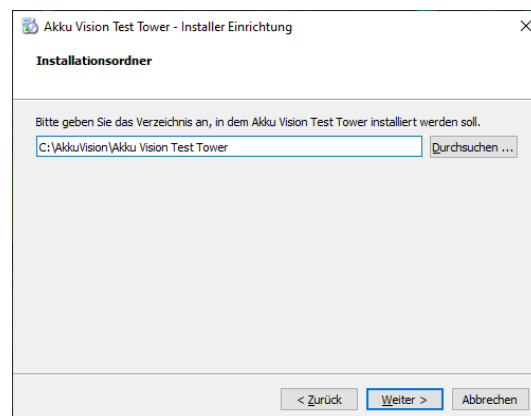 Akku Vision Test Tower - Installer Einrichtung
Installationsordner
Bitte geben Sie das Verzeichnis an, in dem Akku Vision Test Tower installiert werden soll.
C:\AkkuVision\Akku Vision Test Tower
Durchsuchen ...
< Zurück
Weiter >
Abbrechen